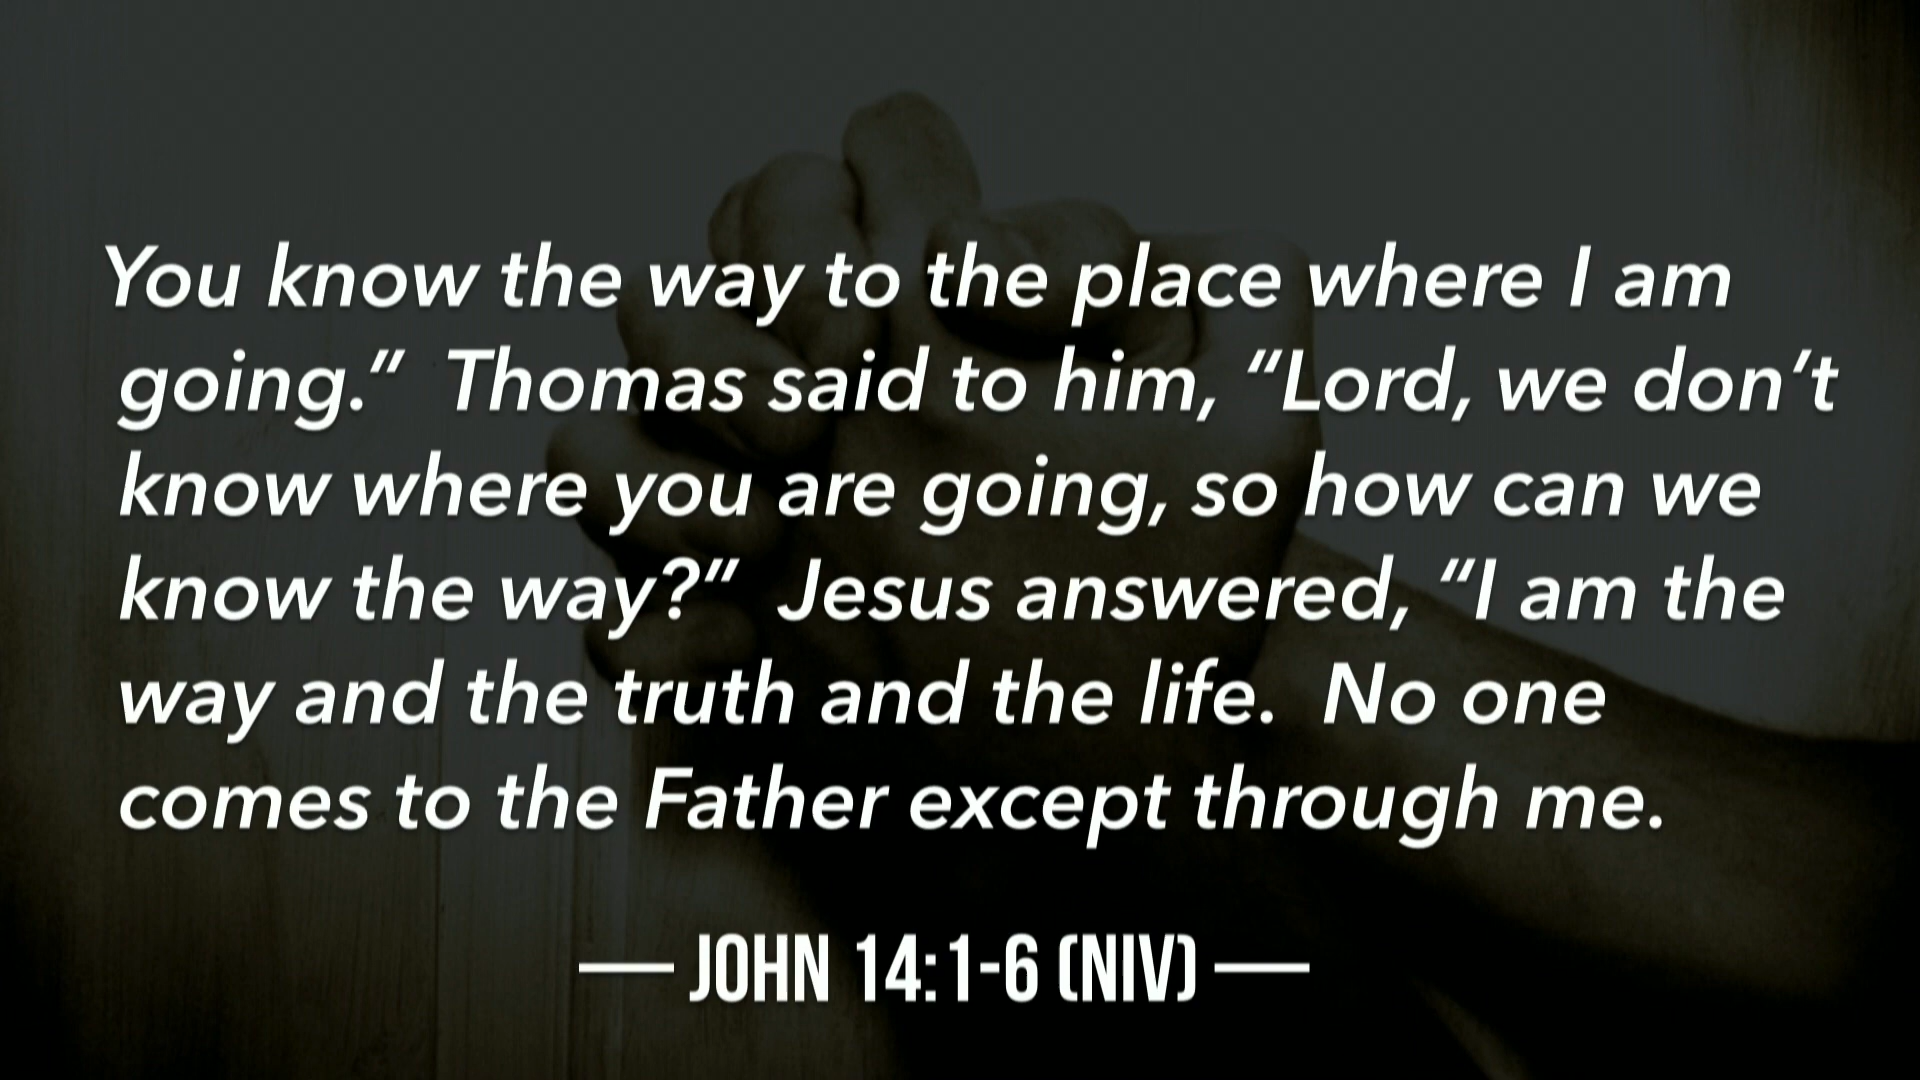 You know the way to the place where I am
going.” Thomas said to him, “Lord, we don’t
know where you are going, so how can we
know the way?” Jesus answered, “I am the
way and the truth and the life. No one
comes to the Father except through me.
— JOHN 14:1-6 (NIV) —